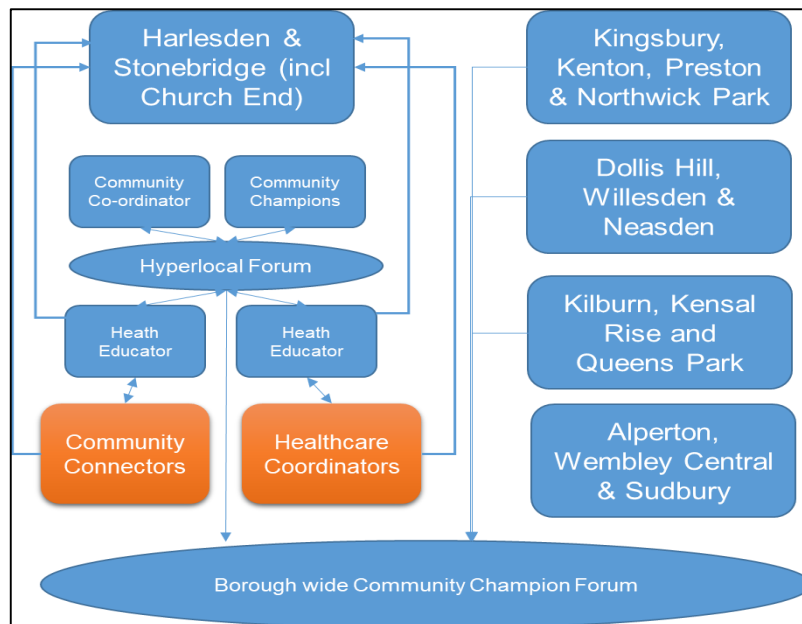 Harlesden &
Stonebridge (incl
Church End)
Community
Co-ordinator
Community
Champions
Hyperlocal Forum
Heath
Educator
Heath
Educator
Community
Connectors
Healthcare
Coordinators
Kingsbury,
Kenton, Preston
& Northwick Park
Dollis Hill,
Willesden &
Neasden
Kilburn, Kensal
Rise and
Queens Park
Alperton,
Wembley Central
& Sudbury
Borough wide Community Champion Forum